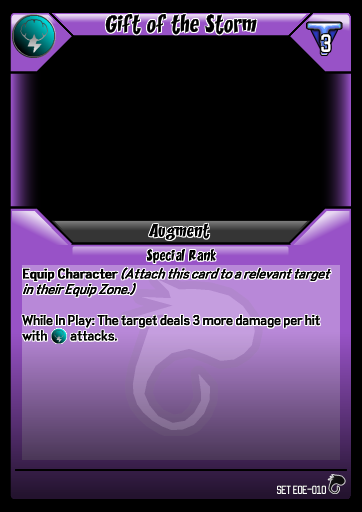 Gift of the Storm
3
Augment
Special Rank
Equip Character (Attach this card to a relevant target
in their Equip Zone.)
While In Play: The target deals 3 more damage per hit
with attacks.
SET EOE-010